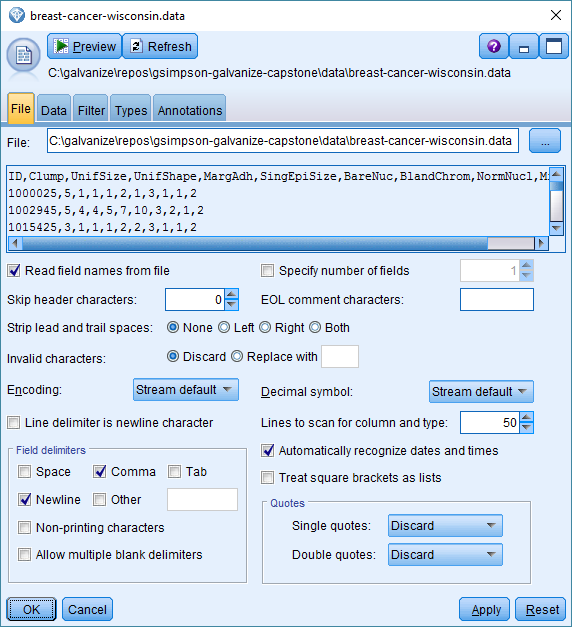 breast-cancer-wisconsin.data
Preview Refresh
C:\galvanize\repos\gsimpson-galvanize-capstone\data\breast-cancer-wisconsin.data
File Data Filter Types Annotations
File: C:\galvanize\repos\gsimpson-galvanize-capstone\data\breast-cancer-wisconsin.data ...
ID,Clump,UnifSize,UnifShape,MargAdh,SingEpiSize,BareNuc,BlandChrom,NormNucl,Mi
1000025,5,1,1,1,2,1,3,1,1,2
1002945,5,4,4,5,7,10,3,2,1,2
1015425,3,1,1,1,2,2,3,1,1,2
Read field names from file Specify number of fields 1
Skip header characters: 0 EOL comment characters:
Strip lead and trail spaces: None Left Right Both
Invalid characters: Discard Replace with
Encoding: Stream default Decimal symbol: Stream default
Line delimiter is newline character Lines to scan for column and type: 50
Field delimiters Automatically recognize dates and times
Space Comma Tab Treat square brackets as lists
Newline Other Quotes
Non-printing characters Single quotes: Discard
Allow multiple blank delimiters Double quotes: Discard
OK Cancel Apply Reset